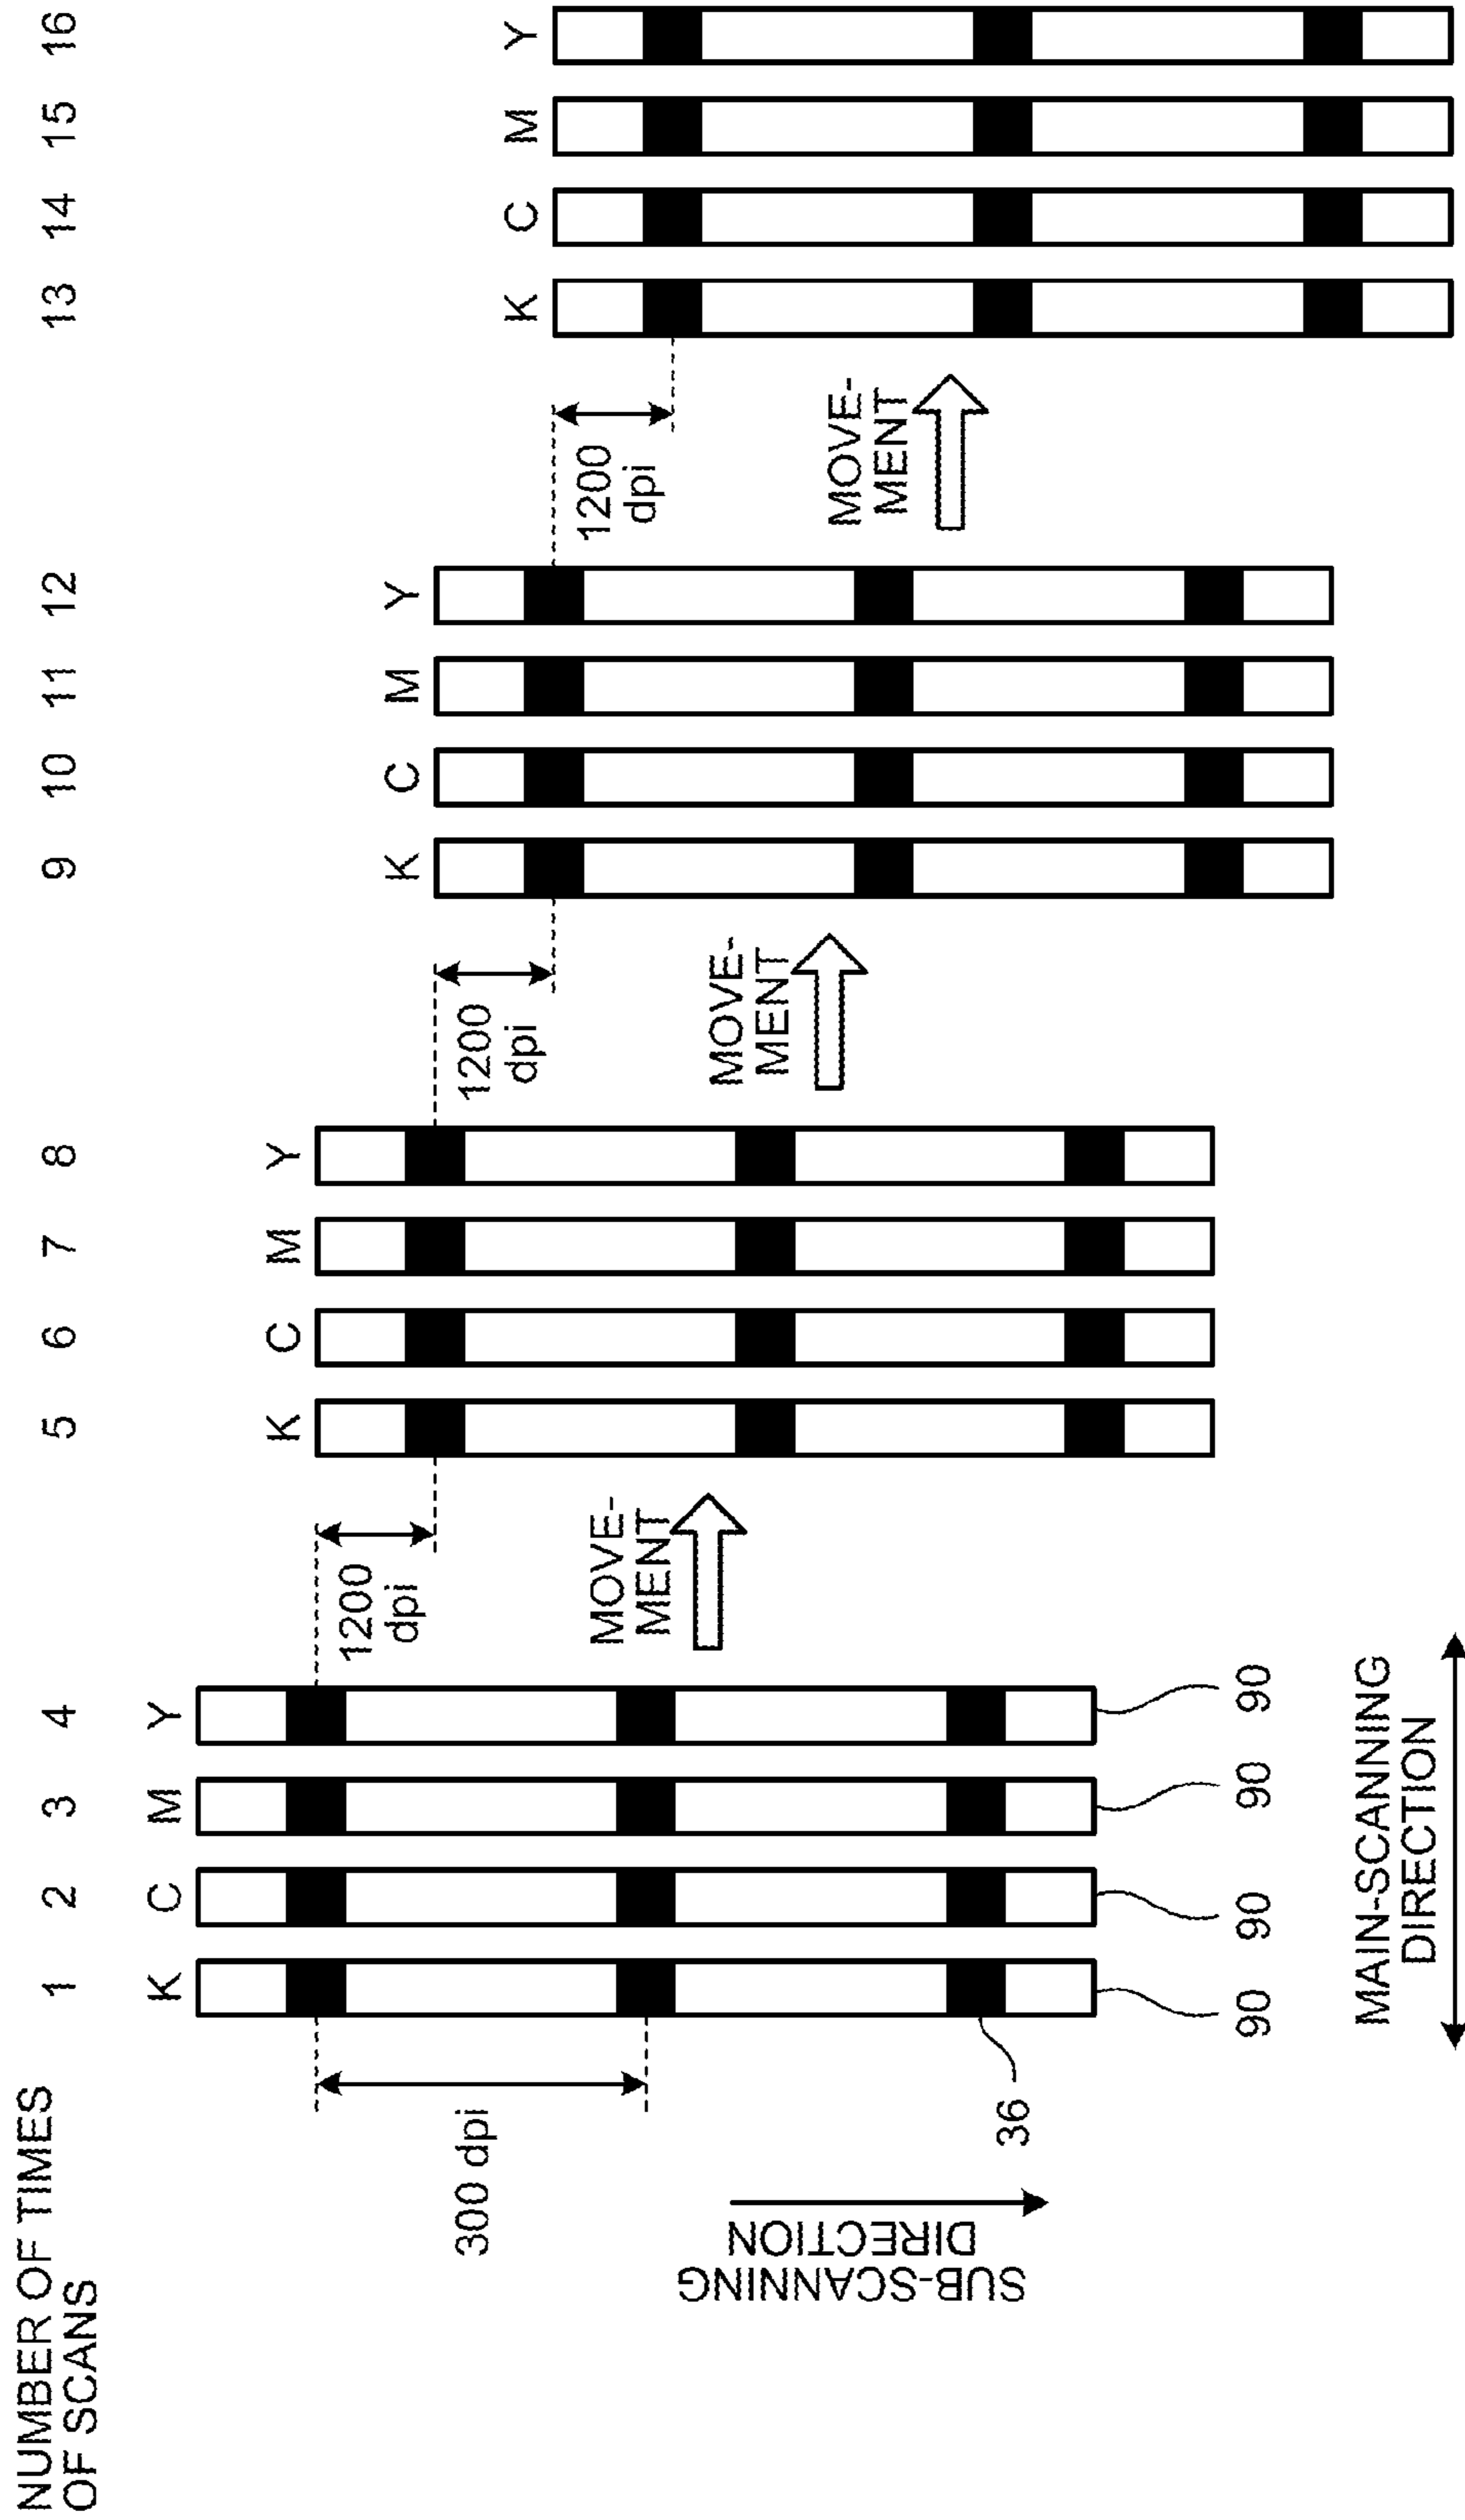 NUMBER OF TIMES
OF SCANS
1 2 3 4 5 6 7 8 9 10 11 12 13 14 15 16
K C M Y
K C M Y
K C M Y
K C M Y
300 dpi
1200
dpi
1200
dpi
1200
dpi
MOVE-
MENT
MOVE-
MENT
MOVE-
MENT
SUB-SCANNING
DIRECTION
36
90 90 90 90
MAIN-SCANNING
DIRECTION